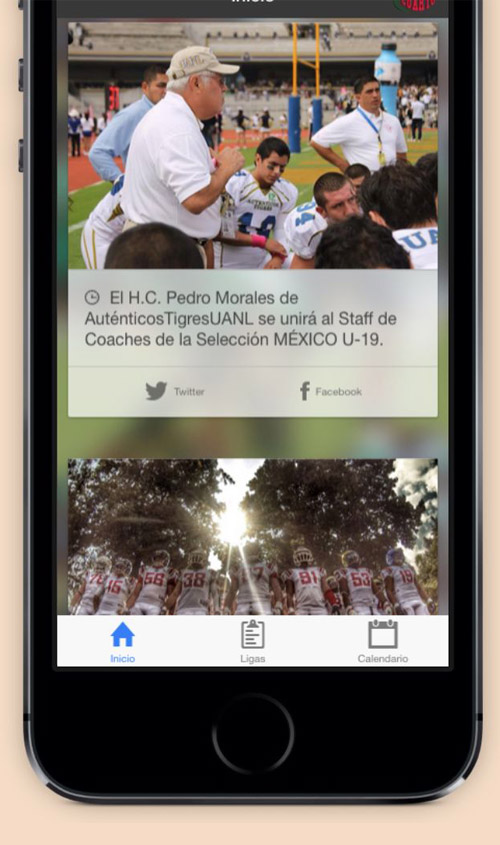 Inicio
El H.C. Pedro Morales de
AuténticosTigresUANL se unirá al Staff de
Coaches de la Selección MÉXICO U-19.
Twitter
Facebook
Inicio
Ligas
Calendario